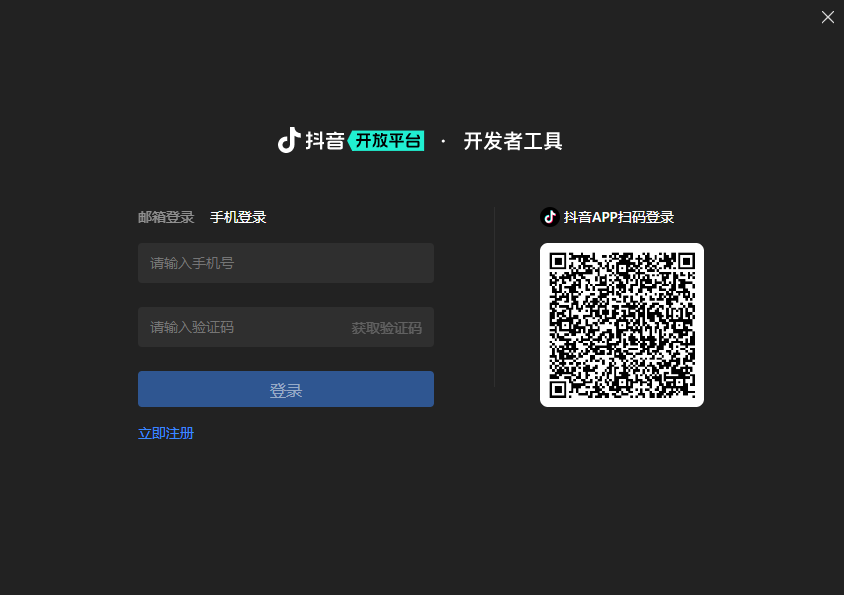 抖音 开放平台 · 开发者工具
邮箱登录 手机登录
请输入手机号
请输入验证码 获取验证码
登录
立即注册
抖音APP扫码登录